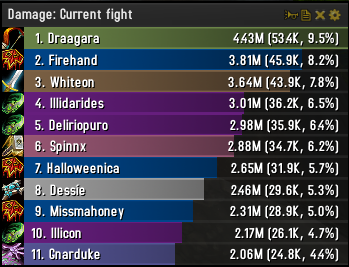 Damage: Current fight
1. Draagara 4.43M (53.4K, 9.5%)
2. Firehand 3.81M (45.9K, 8.2%)
3. Whiteon 3.64M (43.9K, 7.8%)
4. Illidarides 3.01M (36.2K, 6.5%)
5. Deliriopuro 2.98M (35.9K, 6.4%)
6. Spinnx 2.88M (34.7K, 6.2%)
7. Halloweenica 2.65M (31.9K, 5.7%)
8. Dessie 2.46M (29.6K, 5.3%)
9. Missmahoney 2.31M (28.9K, 5.0%)
10. Illicon 2.17M (26.1K, 4.7%)
11. Gnarduke 2.06M (24.8K, 4.4%)